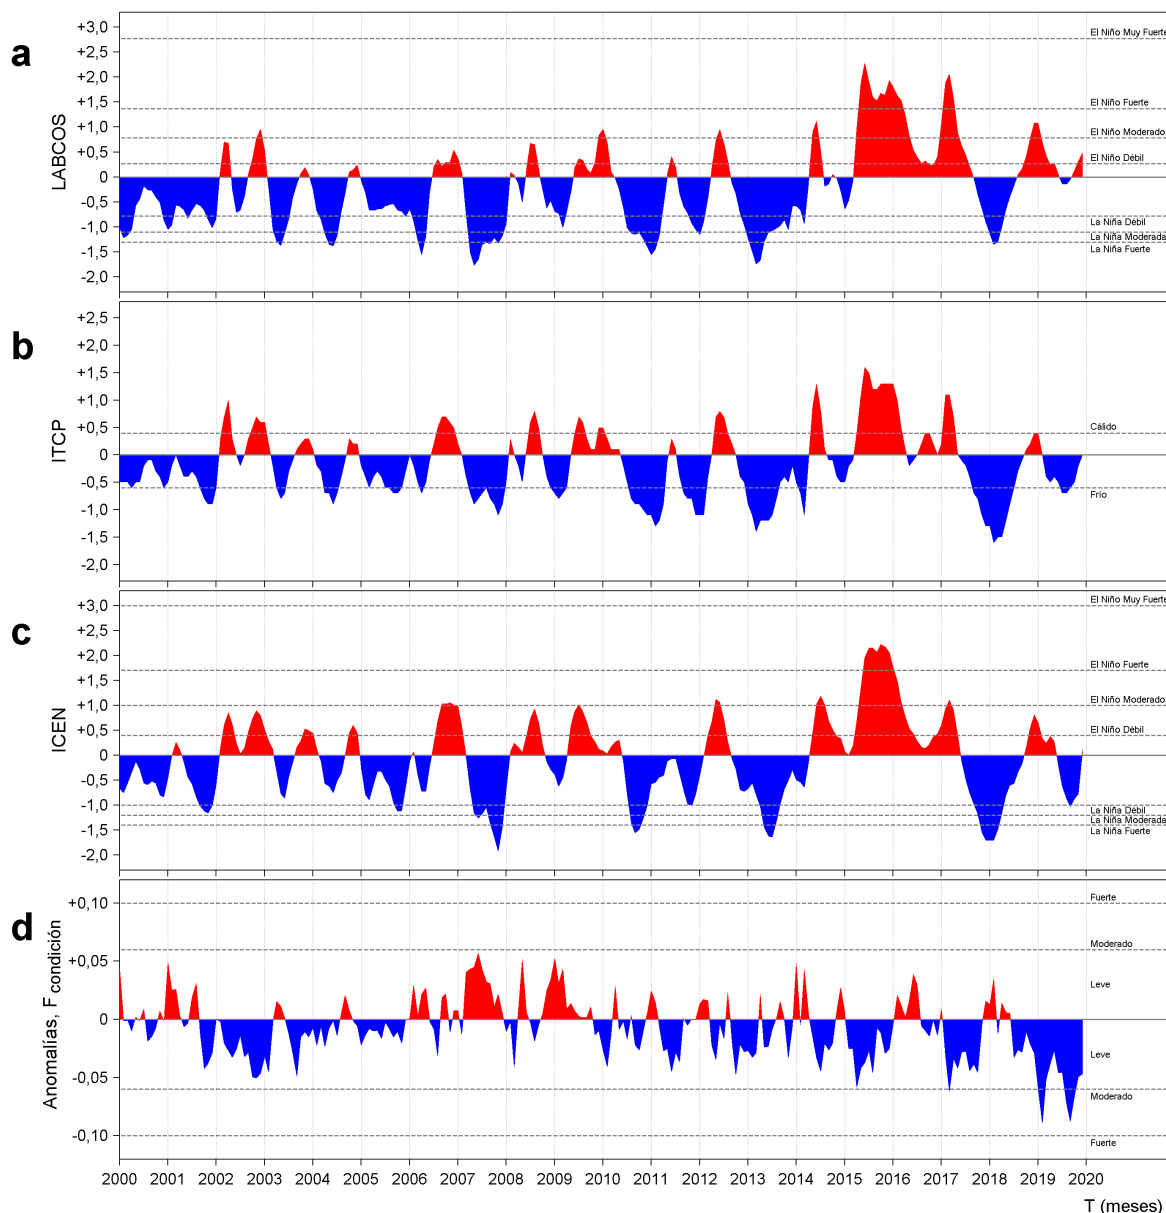 a
LABCOS
+3,0
+2,5
+2,0
+1,5
+1,0
+0,5
0
-0,5
-1,0
-1,5
-2,0
El Niño Muy Fuerte
El Niño Fuerte
El Niño Moderado
El Niño Débil
La Niña Débil
La Niña Moderada
La Niña Fuerte
b
ITCP
+2,5
+2,0
+1,5
+1,0
+0,5
0
-0,5
-1,0
-1,5
-2,0
Cálido
Frio
c
ICEN
+3,0
+2,5
+2,0
+1,5
+1,0
+0,5
0
-0,5
-1,0
-1,5
-2,0
El Niño Muy Fuerte
El Niño Fuerte
El Niño Moderado
El Niño Débil
La Niña Débil
La Niña Moderada
La Niña Fuerte
d
Anomalías, F condición
+0,10
+0,05
0
-0,05
-0,10
Fuerte
Moderado
Leve
Leve
Moderado
Fuerte
2000 2001 2002 2003 2004 2005 2006 2007 2008 2009 2010 2011 2012 2013 2014 2015 2016 2017 2018 2019 2020
T (meses)